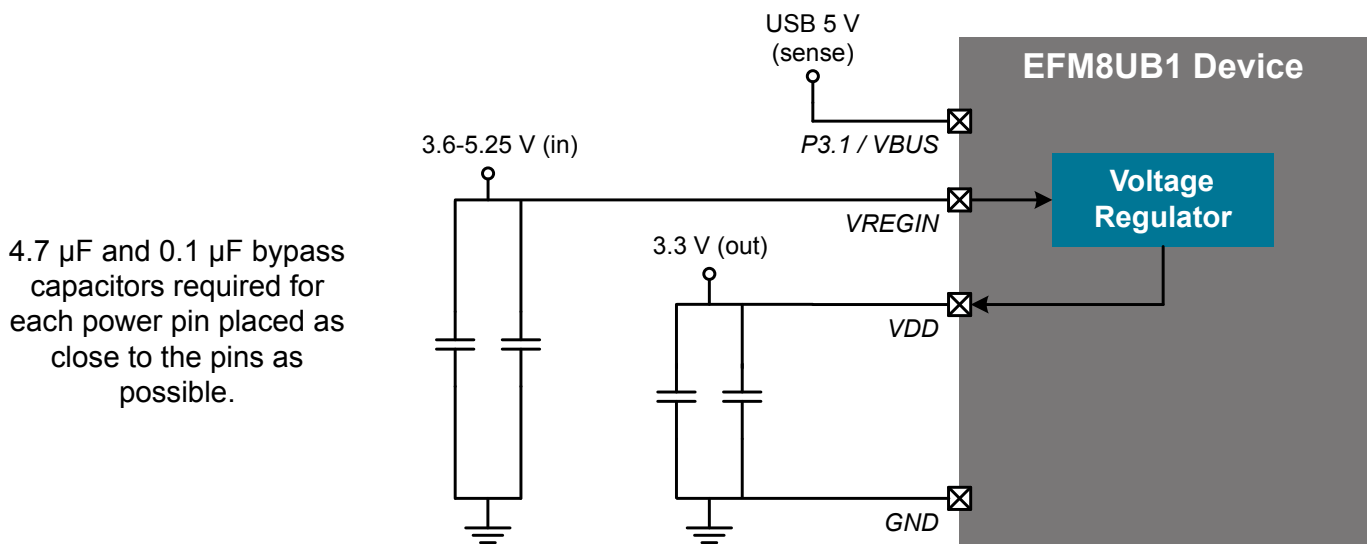 USB 5 V
(sense)
EFM8UB1 Device
P3.1 / VBUS
3.6-5.25 V (in)
Voltage
Regulator
VREGIN
4.7 µF and 0.1 µF bypass
capacitors required for
each power pin placed as
close to the pins as
possible.
3.3 V (out)
VDD
GND